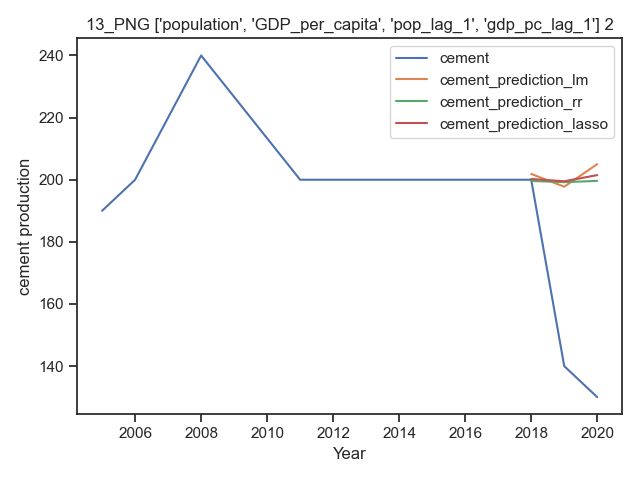 13_PNG ['population', 'GDP_per_capita', 'pop_lag_1', 'gdp_pc_lag_1'] 2
cement
cement_prediction_lm
cement_prediction_rr
cement_prediction_lasso
cement production
240
220
200
180
160
140
2006 2008 2010 2012 2014 2016 2018 2020
Year